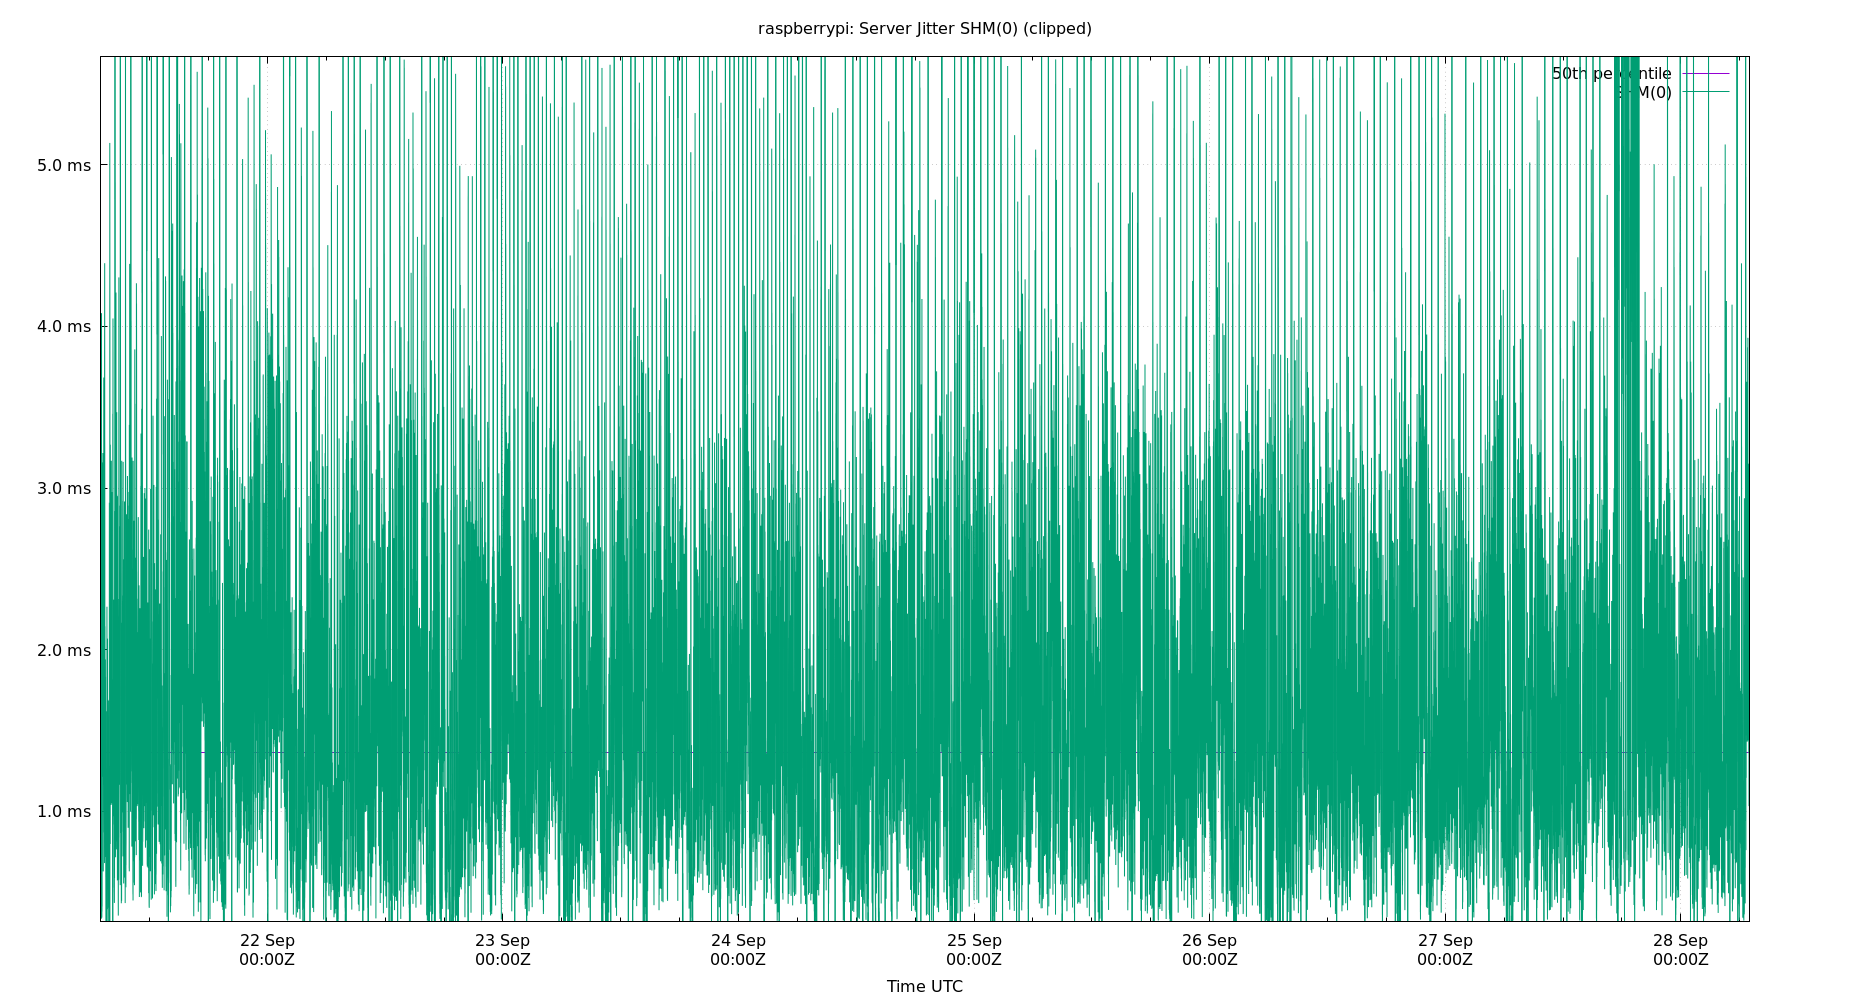 raspberrypi: Server Jitter SHM(0) (clipped)
50th percentile
SHM(0)
5.0 ms
4.0 ms
3.0 ms
2.0 ms
1.0 ms
22 Sep
00:00Z
23 Sep
00:00Z
24 Sep
00:00Z
25 Sep
00:00Z
26 Sep
00:00Z
27 Sep
00:00Z
28 Sep
00:00Z
Time UTC